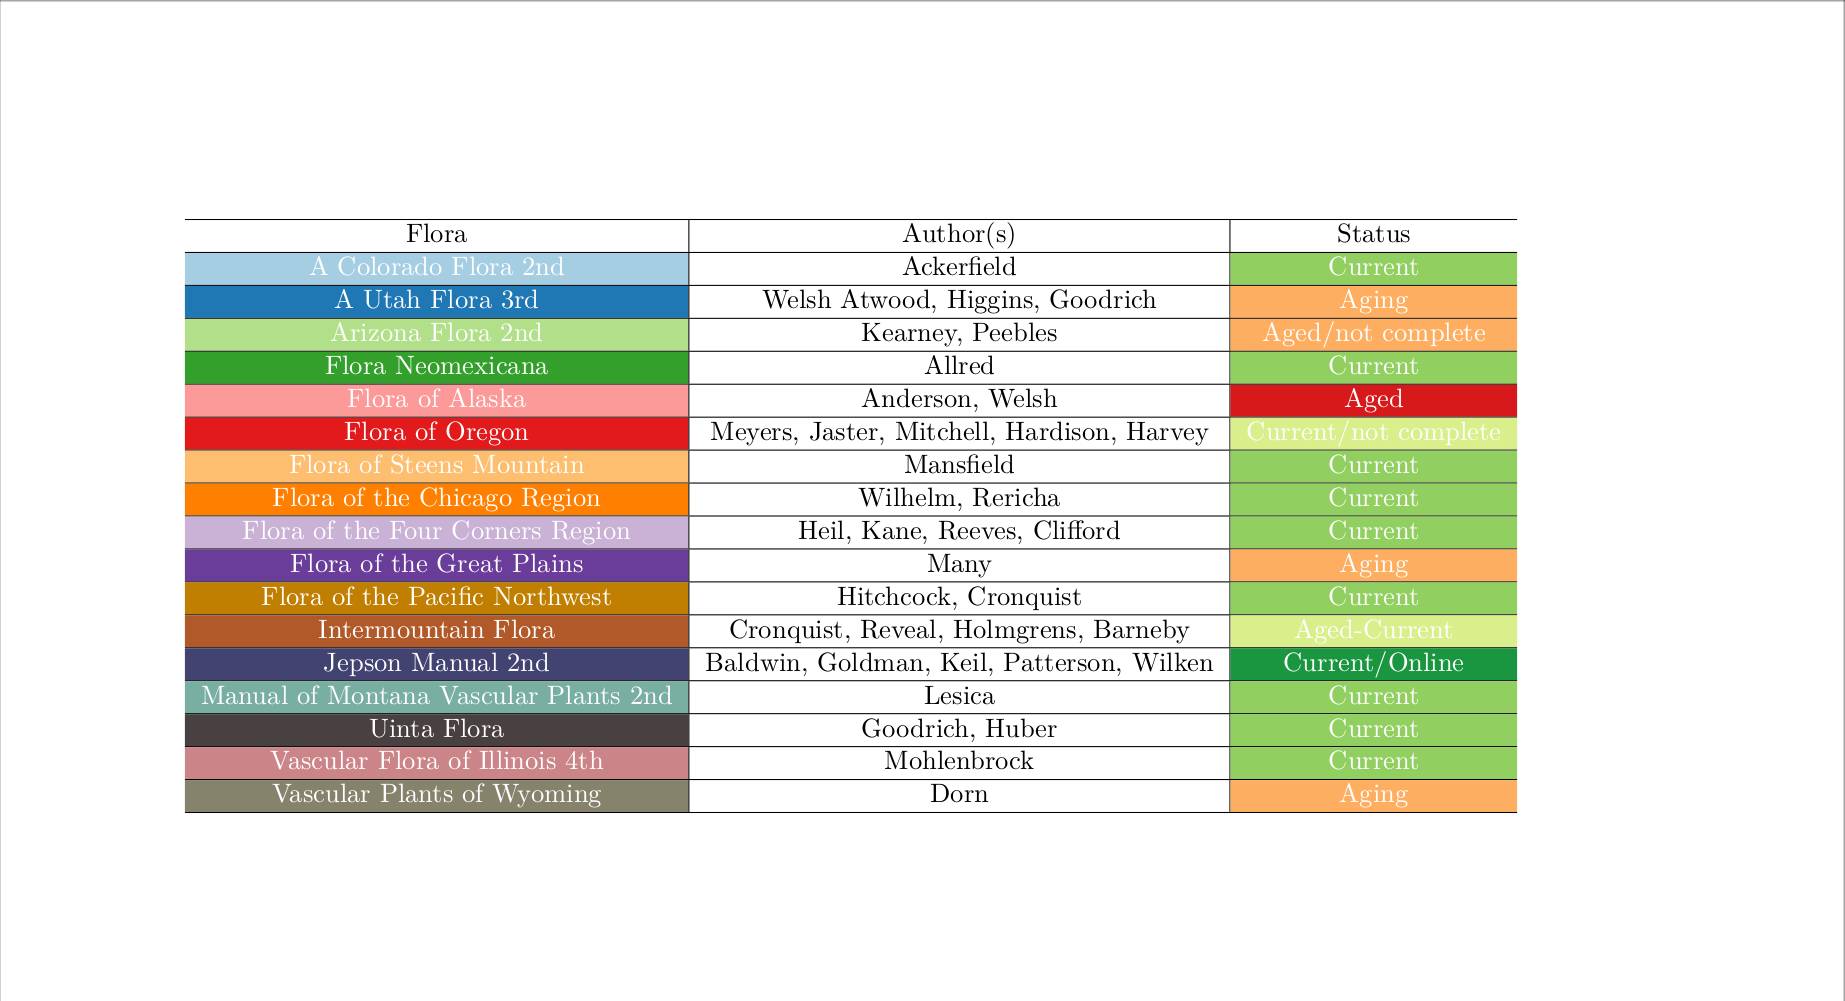 Flora Author(s) Status
A Colorado Flora 2nd Ackerfield Current
A Utah Flora 3rd Welsh Atwood, Higgins, Goodrich Aging
Arizona Flora 2nd Kearney, Peebles Aged/not complete
Flora Neomexicana Allred Current
Flora of Alaska Anderson, Welsh Aged
Flora of Oregon Meyers, Jaster, Mitchell, Hardison, Harvey Current/not complete
Flora of Steens Mountain Mansfield Current
Flora of the Chicago Region Wilhelm, Rericha Current
Flora of the Four Corners Region Heil, Kane, Reeves, Clifford Current
Flora of the Great Plains Many Aging
Flora of the Pacific Northwest Hitchcock, Cronquist Current
Intermountain Flora Cronquist, Reveal, Holmgrens, Barneby Aged-Current
Jepson Manual 2nd Baldwin, Goldman, Keil, Patterson, Wilken Current/Online
Manual of Montana Vascular Plants 2nd Lesica Current
Uinta Flora Goodrich, Huber Current
Vascular Flora of Illinois 4th Mohlenbrock Current
Vascular Plants of Wyoming Dorn Aging